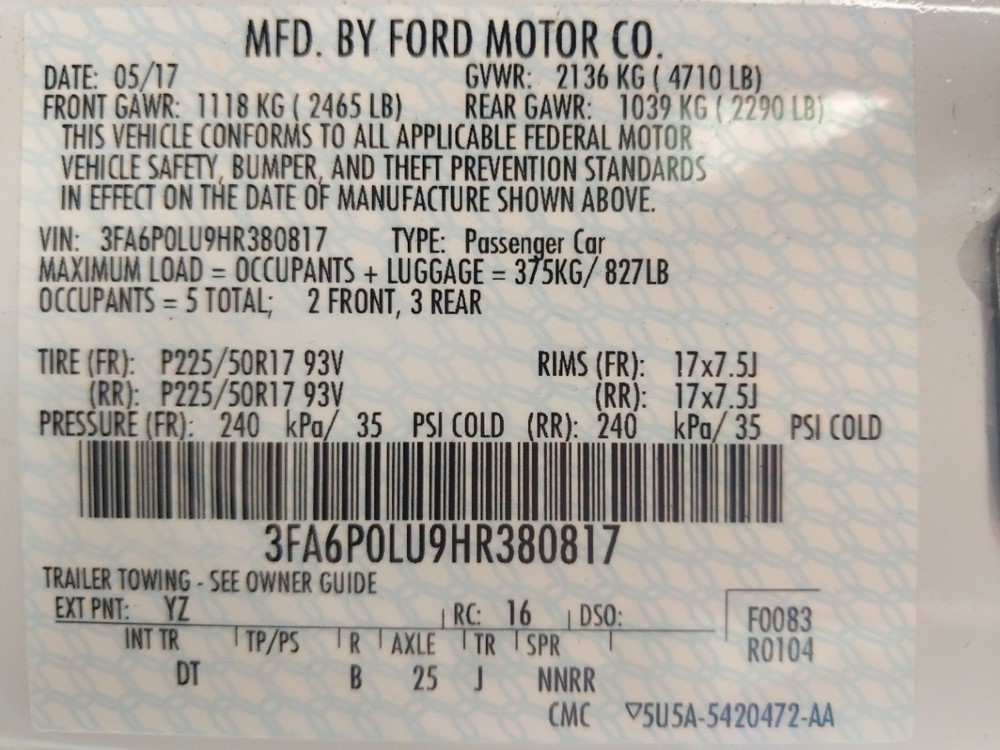 MFD. BY FORD MOTOR CO.
DATE: 05/17 GVWR: 2136 KG ( 4710 LB)
FRONT GAWR: 1118 KG ( 2465 LB) REAR GAWR: 1039 KG ( 2290 LB)
THIS VEHICLE CONFORMS TO ALL APPLICABLE FEDERAL MOTOR
VEHICLE SAFETY, BUMPER, AND THEFT PREVENTION STANDARDS
IN EFFECT ON THE DATE OF MANUFACTURE SHOWN ABOVE.
VIN: 3FA6P0LU9HR380817 TYPE: Passenger Car
MAXIMUM LOAD = OCCUPANTS + LUGGAGE = 375KG/ 827LB
OCCUPANTS = 5 TOTAL; 2 FRONT, 3 REAR
TIRE (FR): P225/50R17 93V RIMS (FR): 17x7.5J
(RR): P225/50R17 93V (RR): 17x7.5J
PRESSURE (FR): 240 kPa/ 35 PSI COLD (RR): 240 kPa/ 35 PSI COLD
3FA6P0LU9HR380817
TRAILER TOWING - SEE OWNER GUIDE
EXT PNT: YZ RC: 16 DSO: F0083
INT TR TP/PS R AXLE TR SPR R0104
DT B 25 J NNRR
CMC ▽5U5A-5420472-AA